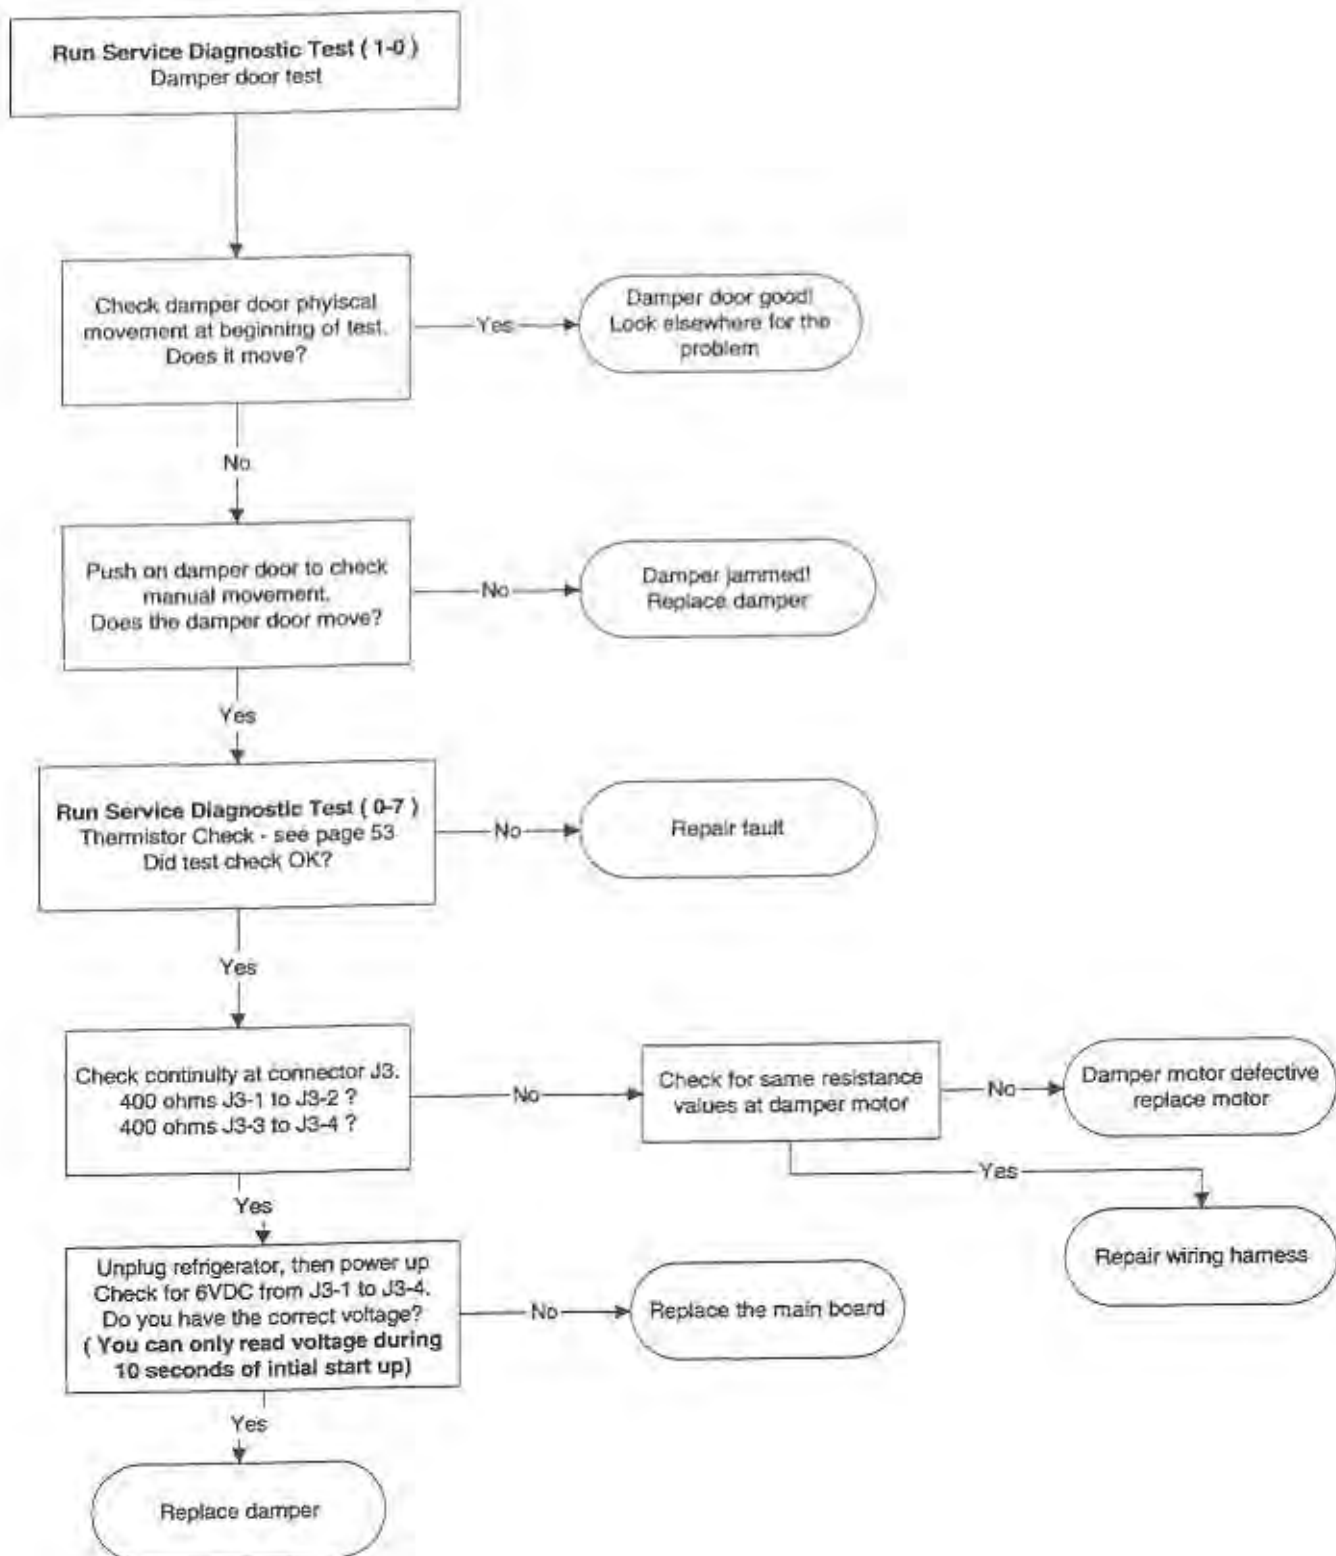 Run Service Diagnostic Test ( 1-0 )
Damper door test
Check damper door phyiscal
movement at beginning of test.
Does it move?
Yes
Damper door good!
Look elsewhere for the
problem
No
Push on damper door to check
manual movement.
Does the damper door move?
No
Damper jammed!
Replace damper
Yes
Run Service Diagnostic Test ( 0-7 )
Thermistor Check - see page 53
Did test check OK?
No
Repair fault
Yes
Check continuity at connector J3.
400 ohms J3-1 to J3-2 ?
400 ohms J3-3 to J3-4 ?
No
Check for same resistance
values at damper motor
No
Damper motor defective
replace motor
Yes
Repair wiring harness
Yes
Unplug refrigerator, then power up
Check for 6VDC from J3-1 to J3-4.
Do you have the correct voltage?
( You can only read voltage during
10 seconds of intial start up)
No
Replace the main board
Yes
Replace damper